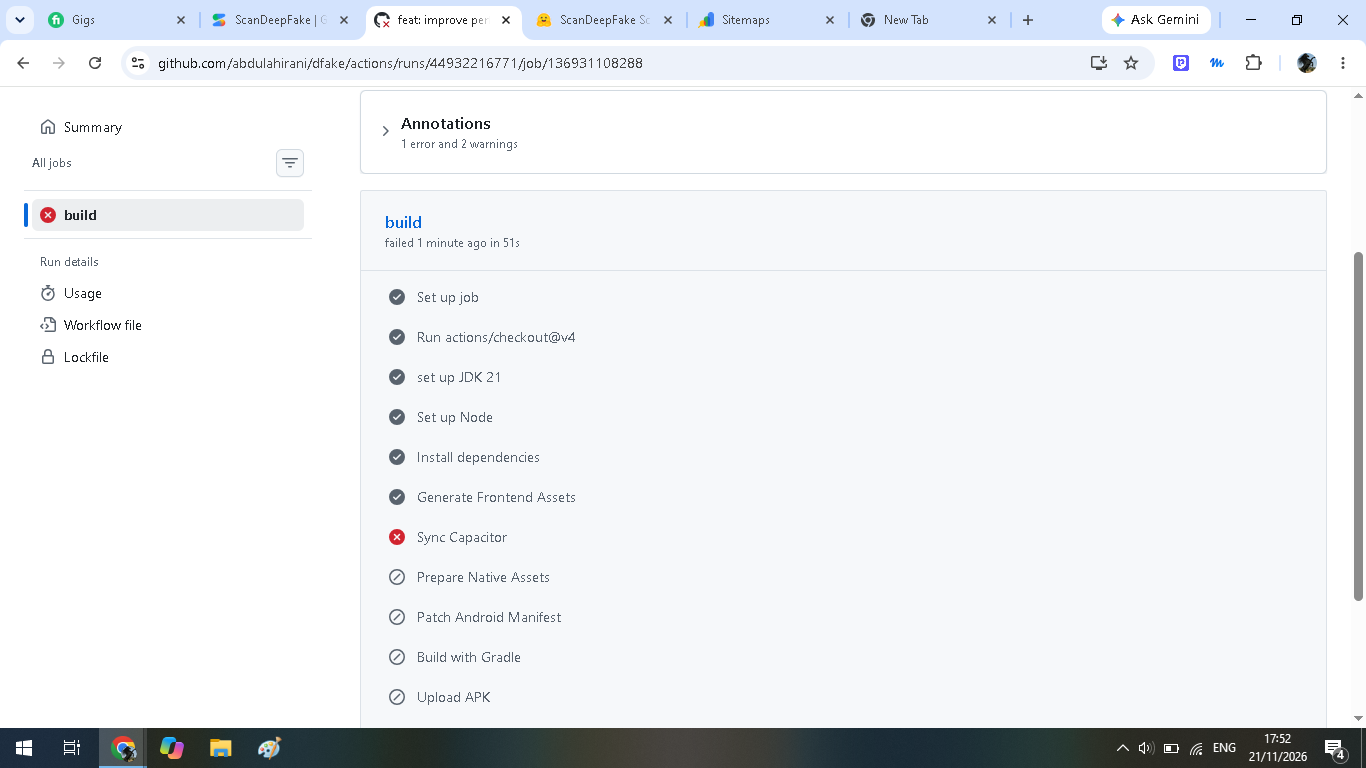 Gigs
ScanDeepFake | G
feat: improve per
ScanDeepFake Sc
Sitemaps
New Tab
Ask Gemini
github.com/abdulahirani/dfake/actions/runs/44932216771/job/136931108288
Summary
All jobs
build
Run details
Usage
Workflow file
Lockfile
Annotations
1 error and 2 warnings
build
failed 1 minute ago in 51s
Set up job
Run actions/checkout@v4
set up JDK 21
Set up Node
Install dependencies
Generate Frontend Assets
Sync Capacitor
Prepare Native Assets
Patch Android Manifest
Build with Gradle
Upload APK
ENG
17:52
21/11/2026
4